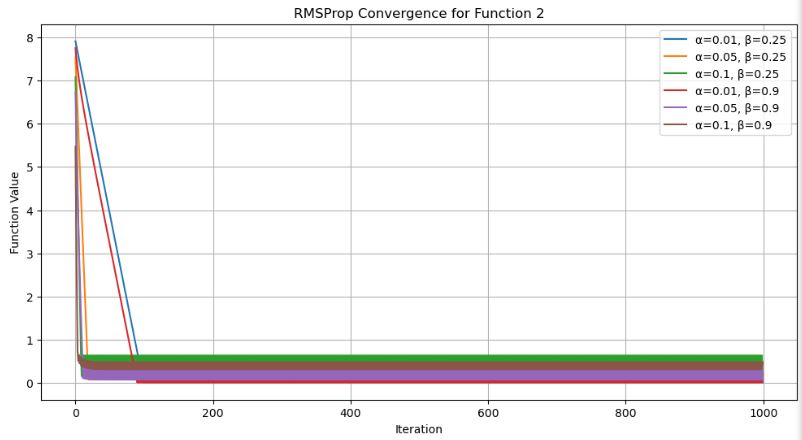 RMSProp Convergence for Function 2
α=0.01, β=0.25
α=0.05, β=0.25
α=0.1, β=0.25
α=0.01, β=0.9
α=0.05, β=0.9
α=0.1, β=0.9
Function Value
8
7
6
5
4
3
2
1
0
0 200 400 600 800 1000
Iteration